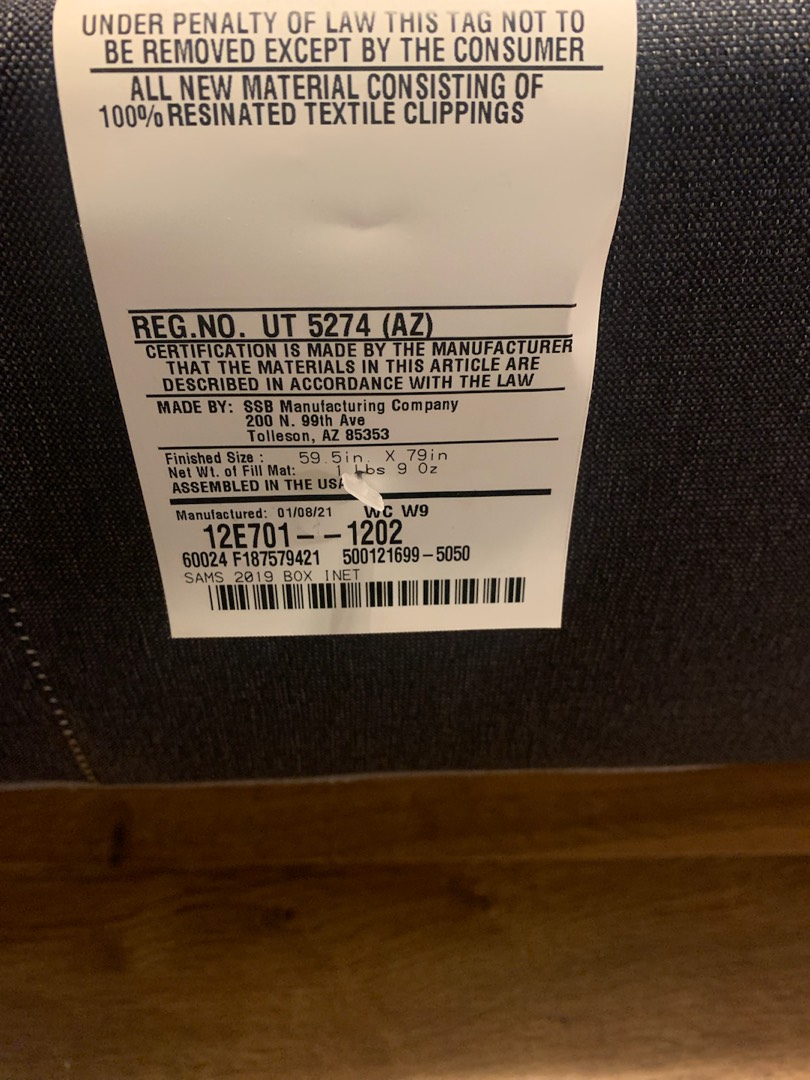 UNDER PENALTY OF LAW THIS TAG NOT TO
BE REMOVED EXCEPT BY THE CONSUMER
ALL NEW MATERIAL CONSISTING OF
100% RESINATED TEXTILE CLIPPINGS
REG.NO. UT 5274 (AZ)
CERTIFICATION IS MADE BY THE MANUFACTURER
THAT THE MATERIALS IN THIS ARTICLE ARE
DESCRIBED IN ACCORDANCE WITH THE LAW
MADE BY: SSB Manufacturing Company
200 N. 99th Ave
Tolleson, AZ 85353
Finished Size : 59.5in. X 79in
Net Wt. of Fill Mat: 1 Lbs 9 Oz
ASSEMBLED IN THE USA
Manufactured: 01/08/21 WC W9
12E701- -1202
60024 F187579421 500121699-5050
SAMS 2019 BOX INET